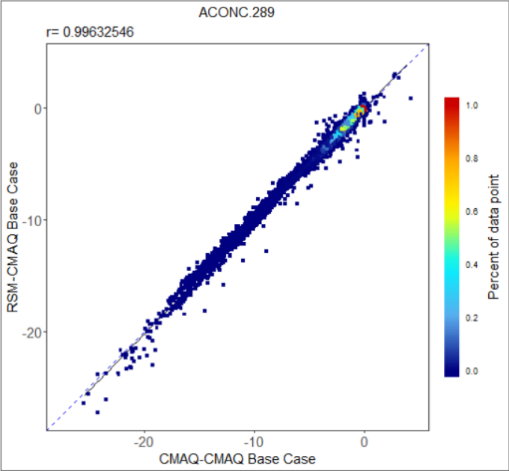 ACONC.289
r= 0.99632546
0
-10
-20
RSM-CMAQ Base Case
-20 -10 0
CMAQ-CMAQ Base Case
1.0
0.8
0.6
0.4
0.2
0.0
Percent of data point